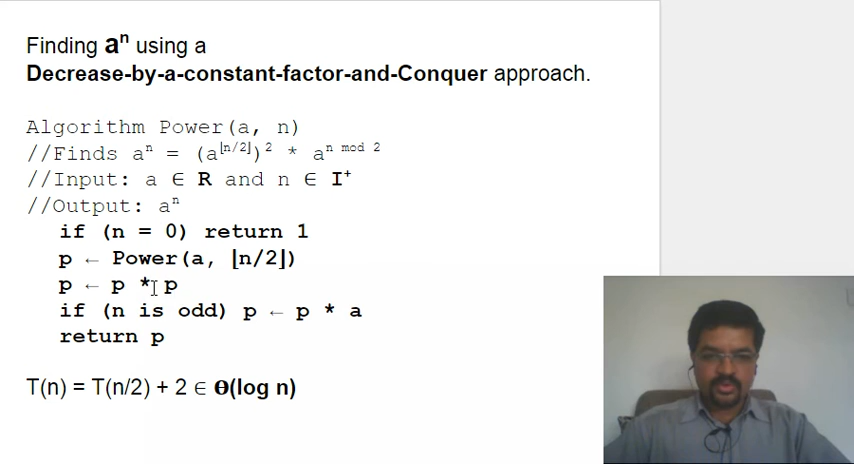 Finding aⁿ using a
Decrease-by-a-constant-factor-and-Conquer approach.
Algorithm Power(a, n)
//Finds aⁿ = (a^⌊n/2⌋)² * a^(n mod 2)
//Input: a ∈ R and n ∈ I⁺
//Output: aⁿ
if (n = 0) return 1
p ← Power(a, ⌊n/2⌋)
p ← p * p
if (n is odd) p ← p * a
return p
T(n) = T(n/2) + 2 ∈ Θ(log n)